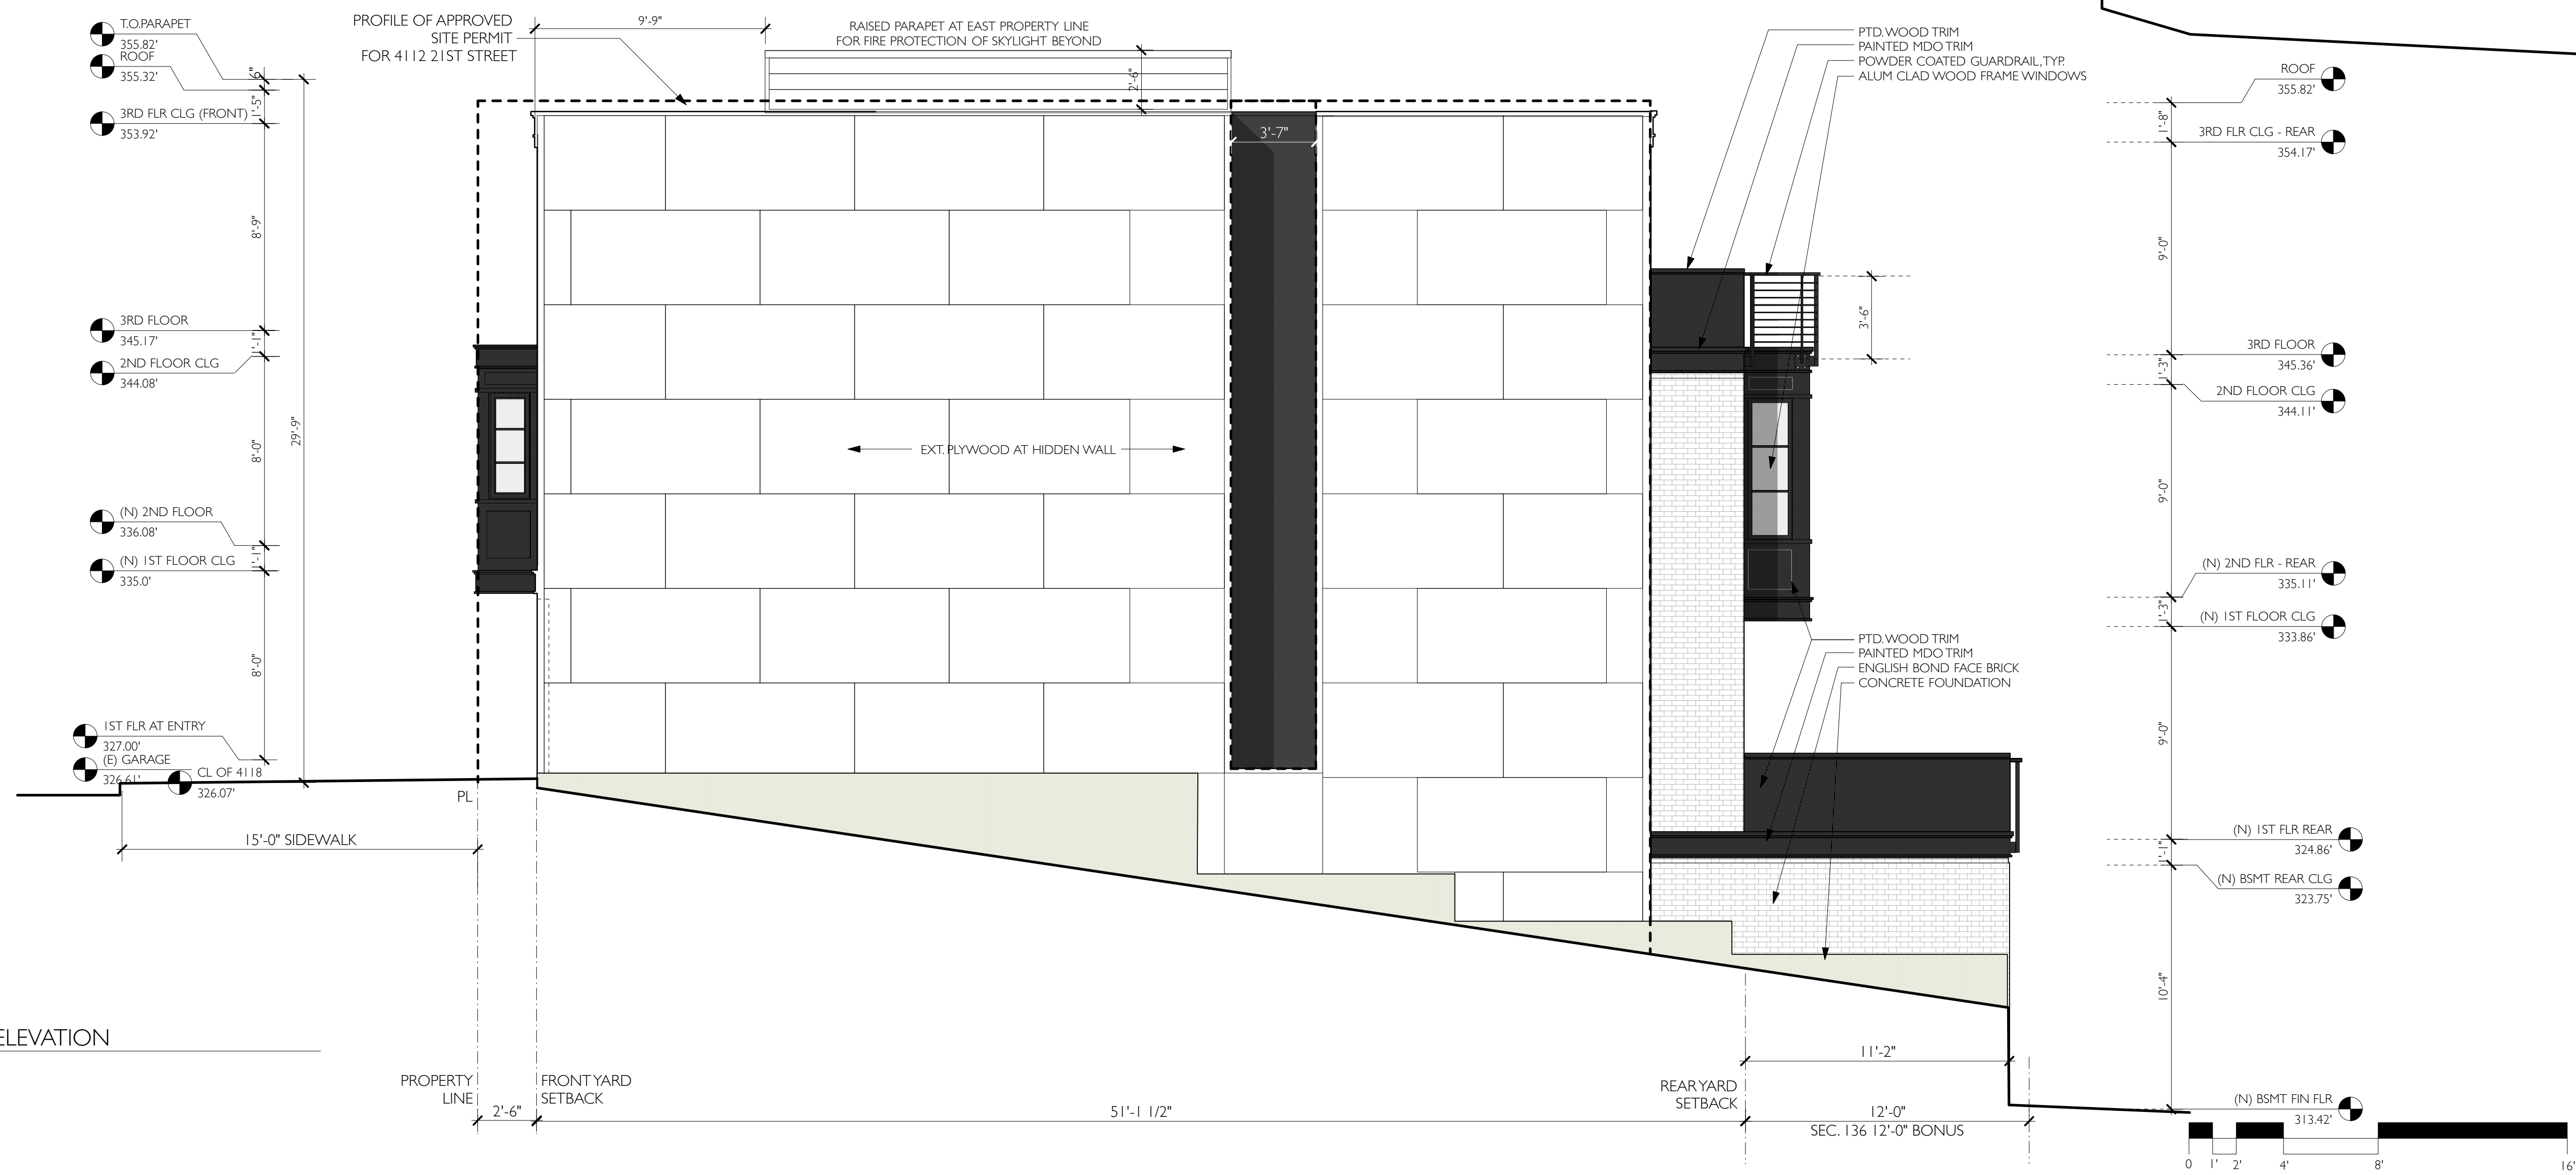 T.O.PARAPET
355.82'
ROOF
355.32'
3RD FLR CLG (FRONT)
353.92'
3RD FLOOR
345.17'
2ND FLOOR CLG
344.08'
(N) 2ND FLOOR
336.08'
(N) 1ST FLOOR CLG
335.0'
1ST FLR AT ENTRY
327.00'
(E) GARAGE
326.61'
CL OF 4118
326.07'
6"
1'-5"
8'-9"
1'-1"
8'-0"
1'-1"
8'-0"
29'-9"
15'-0" SIDEWALK
PL
PROFILE OF APPROVED
SITE PERMIT
FOR 4112 21ST STREET
9'-9"
RAISED PARAPET AT EAST PROPERTY LINE
FOR FIRE PROTECTION OF SKYLIGHT BEYOND
2'-6"
3'-7"
EXT. PLYWOOD AT HIDDEN WALL
PTD. WOOD TRIM
PAINTED MDO TRIM
POWDER COATED GUARDRAIL, TYP.
ALUM CLAD WOOD FRAME WINDOWS
3'-6"
PTD. WOOD TRIM
PAINTED MDO TRIM
ENGLISH BOND FACE BRICK
CONCRETE FOUNDATION
ROOF
355.82'
3RD FLR CLG - REAR
354.17'
3RD FLOOR
345.36'
2ND FLOOR CLG
344.11'
(N) 2ND FLR - REAR
335.11'
(N) 1ST FLOOR CLG
333.86'
(N) 1ST FLR REAR
324.86'
(N) BSMT REAR CLG
323.75'
(N) BSMT FIN FLR
313.42'
1'-8"
9'-0"
1'-3"
9'-0"
1'-3"
9'-0"
1'-1"
10'-4"
ELEVATION
PROPERTY
LINE
FRONT YARD
SETBACK
2'-6"
51'-1 1/2"
REAR YARD
SETBACK
11'-2"
12'-0"
SEC. 136 12'-0" BONUS
0 1' 2' 4' 8' 16'